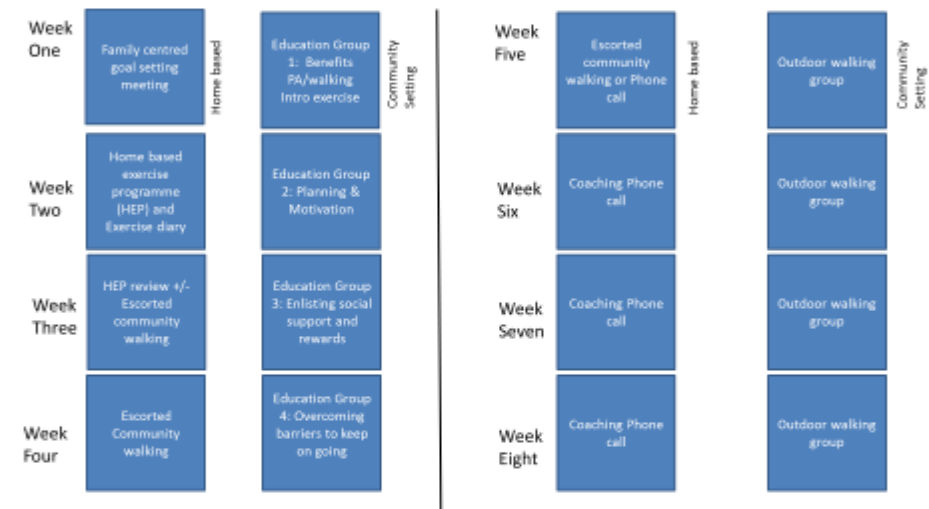 Week
One
Family centred
goal setting
meeting
Home based
Education Group
1: Benefits
PA/walking
Intro exercise
Community
Setting
Week
Two
Home based
exercise
programme
(HEP) and
Exercise diary
Education Group
2: Planning &
Motivation
Week
Three
HEP review +/-
Escorted
community
walking
Education Group
3: Enlisting social
support and
rewards
Week
Four
Escorted
Community
walking
Education Group
4: Overcoming
barriers to keep
on going
Week
Five
Escorted
community
walking or Phone
call
Home based
Outdoor walking
group
Community
Setting
Week
Six
Coaching Phone
call
Outdoor walking
group
Week
Seven
Coaching Phone
call
Outdoor walking
group
Week
Eight
Coaching Phone
call
Outdoor walking
group